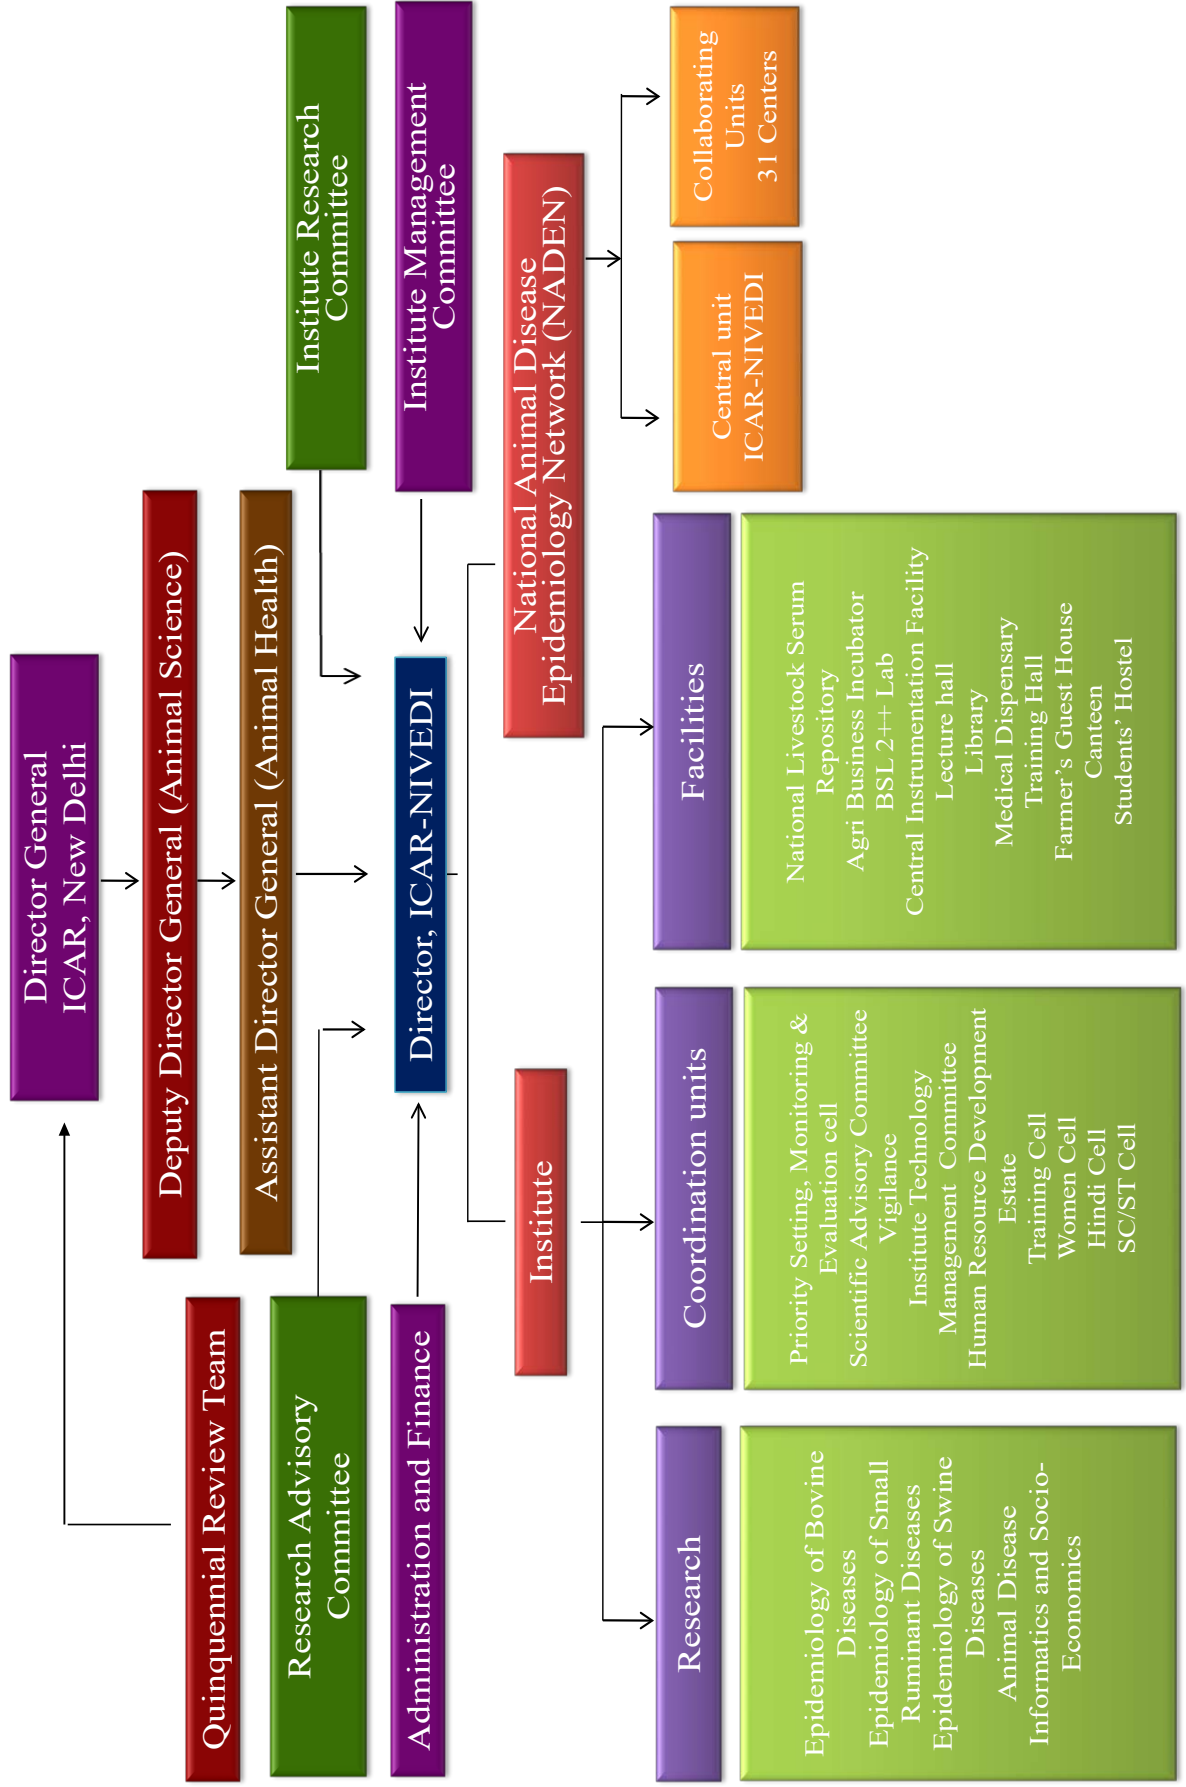 Director General
ICAR, New Delhi
Deputy Director General (Animal Science)
Quinquennial Review Team
Assistant Director General (Animal Health)
Research Advisory
Committee
Institute Research
Committee
Administration and Finance
Director, ICAR-NIVEDI
Institute Management
Committee
Institute
National Animal Disease
Epidemiology Network (NADEN)
Research
Coordination units
Facilities
Central unit
ICAR-NIVEDI
Collaborating
Units
31 Centers
Epidemiology of Bovine
Diseases
Epidemiology of Small
Ruminant Diseases
Epidemiology of Swine
Diseases
Animal Disease
Informatics and Socio-
Economics
Priority Setting, Monitoring &
Evaluation cell
Scientific Advisory Committee
Vigilance
Institute Technology
Management Committee
Human Resource Development
Estate
Training Cell
Women Cell
Hindi Cell
SC/ST Cell
National Livestock Serum
Repository
Agri Business Incubator
BSL 2++ Lab
Central Instrumentation Facility
Lecture hall
Library
Medical Dispensary
Training Hall
Farmer's Guest House
Canteen
Students' Hostel